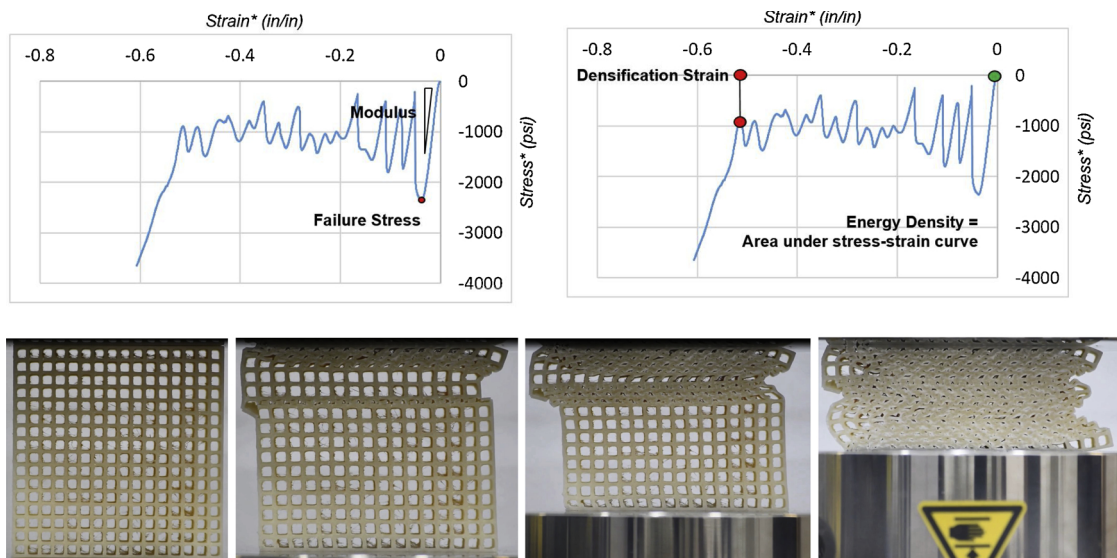 Strain* (in/in)
-0.8 -0.6 -0.4 -0.2 0
0
Modulus
-1000
-2000
Failure Stress
-3000
-4000
Stress* (psi)
Strain* (in/in)
-0.8 -0.6 -0.4 -0.2 0
Densification Strain
0
-1000
-2000
Energy Density =
Area under stress-strain curve
-3000
-4000
Stress* (psi)